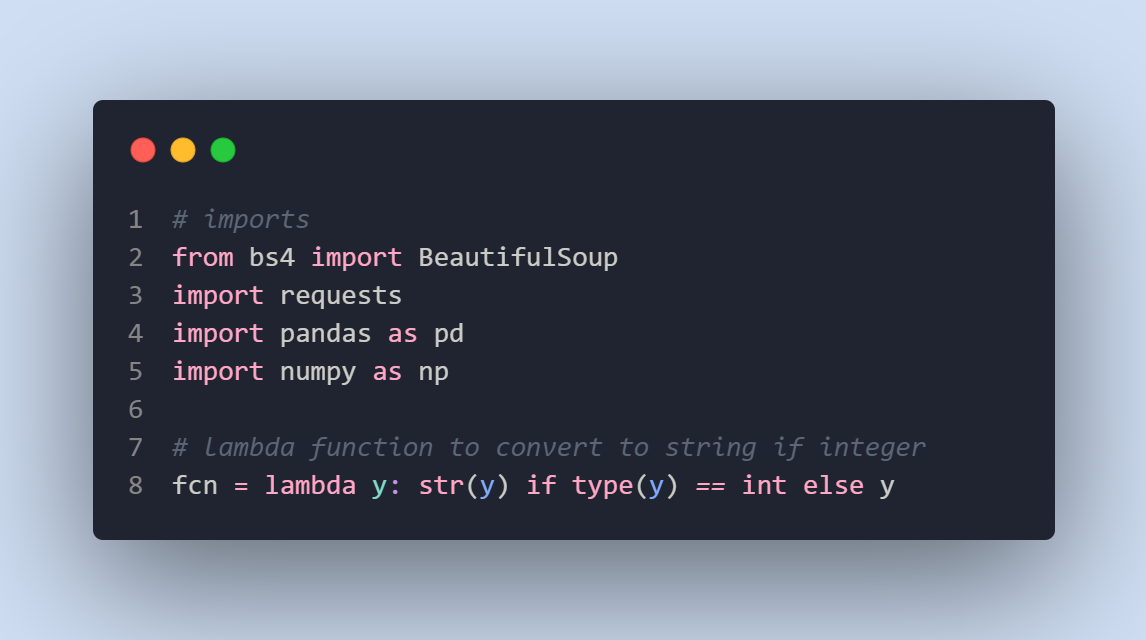 1 # imports
2 from bs4 import BeautifulSoup
3 import requests
4 import pandas as pd
5 import numpy as np
6
7 # lambda function to convert to string if integer
8 fcn = lambda y: str(y) if type(y) == int else y